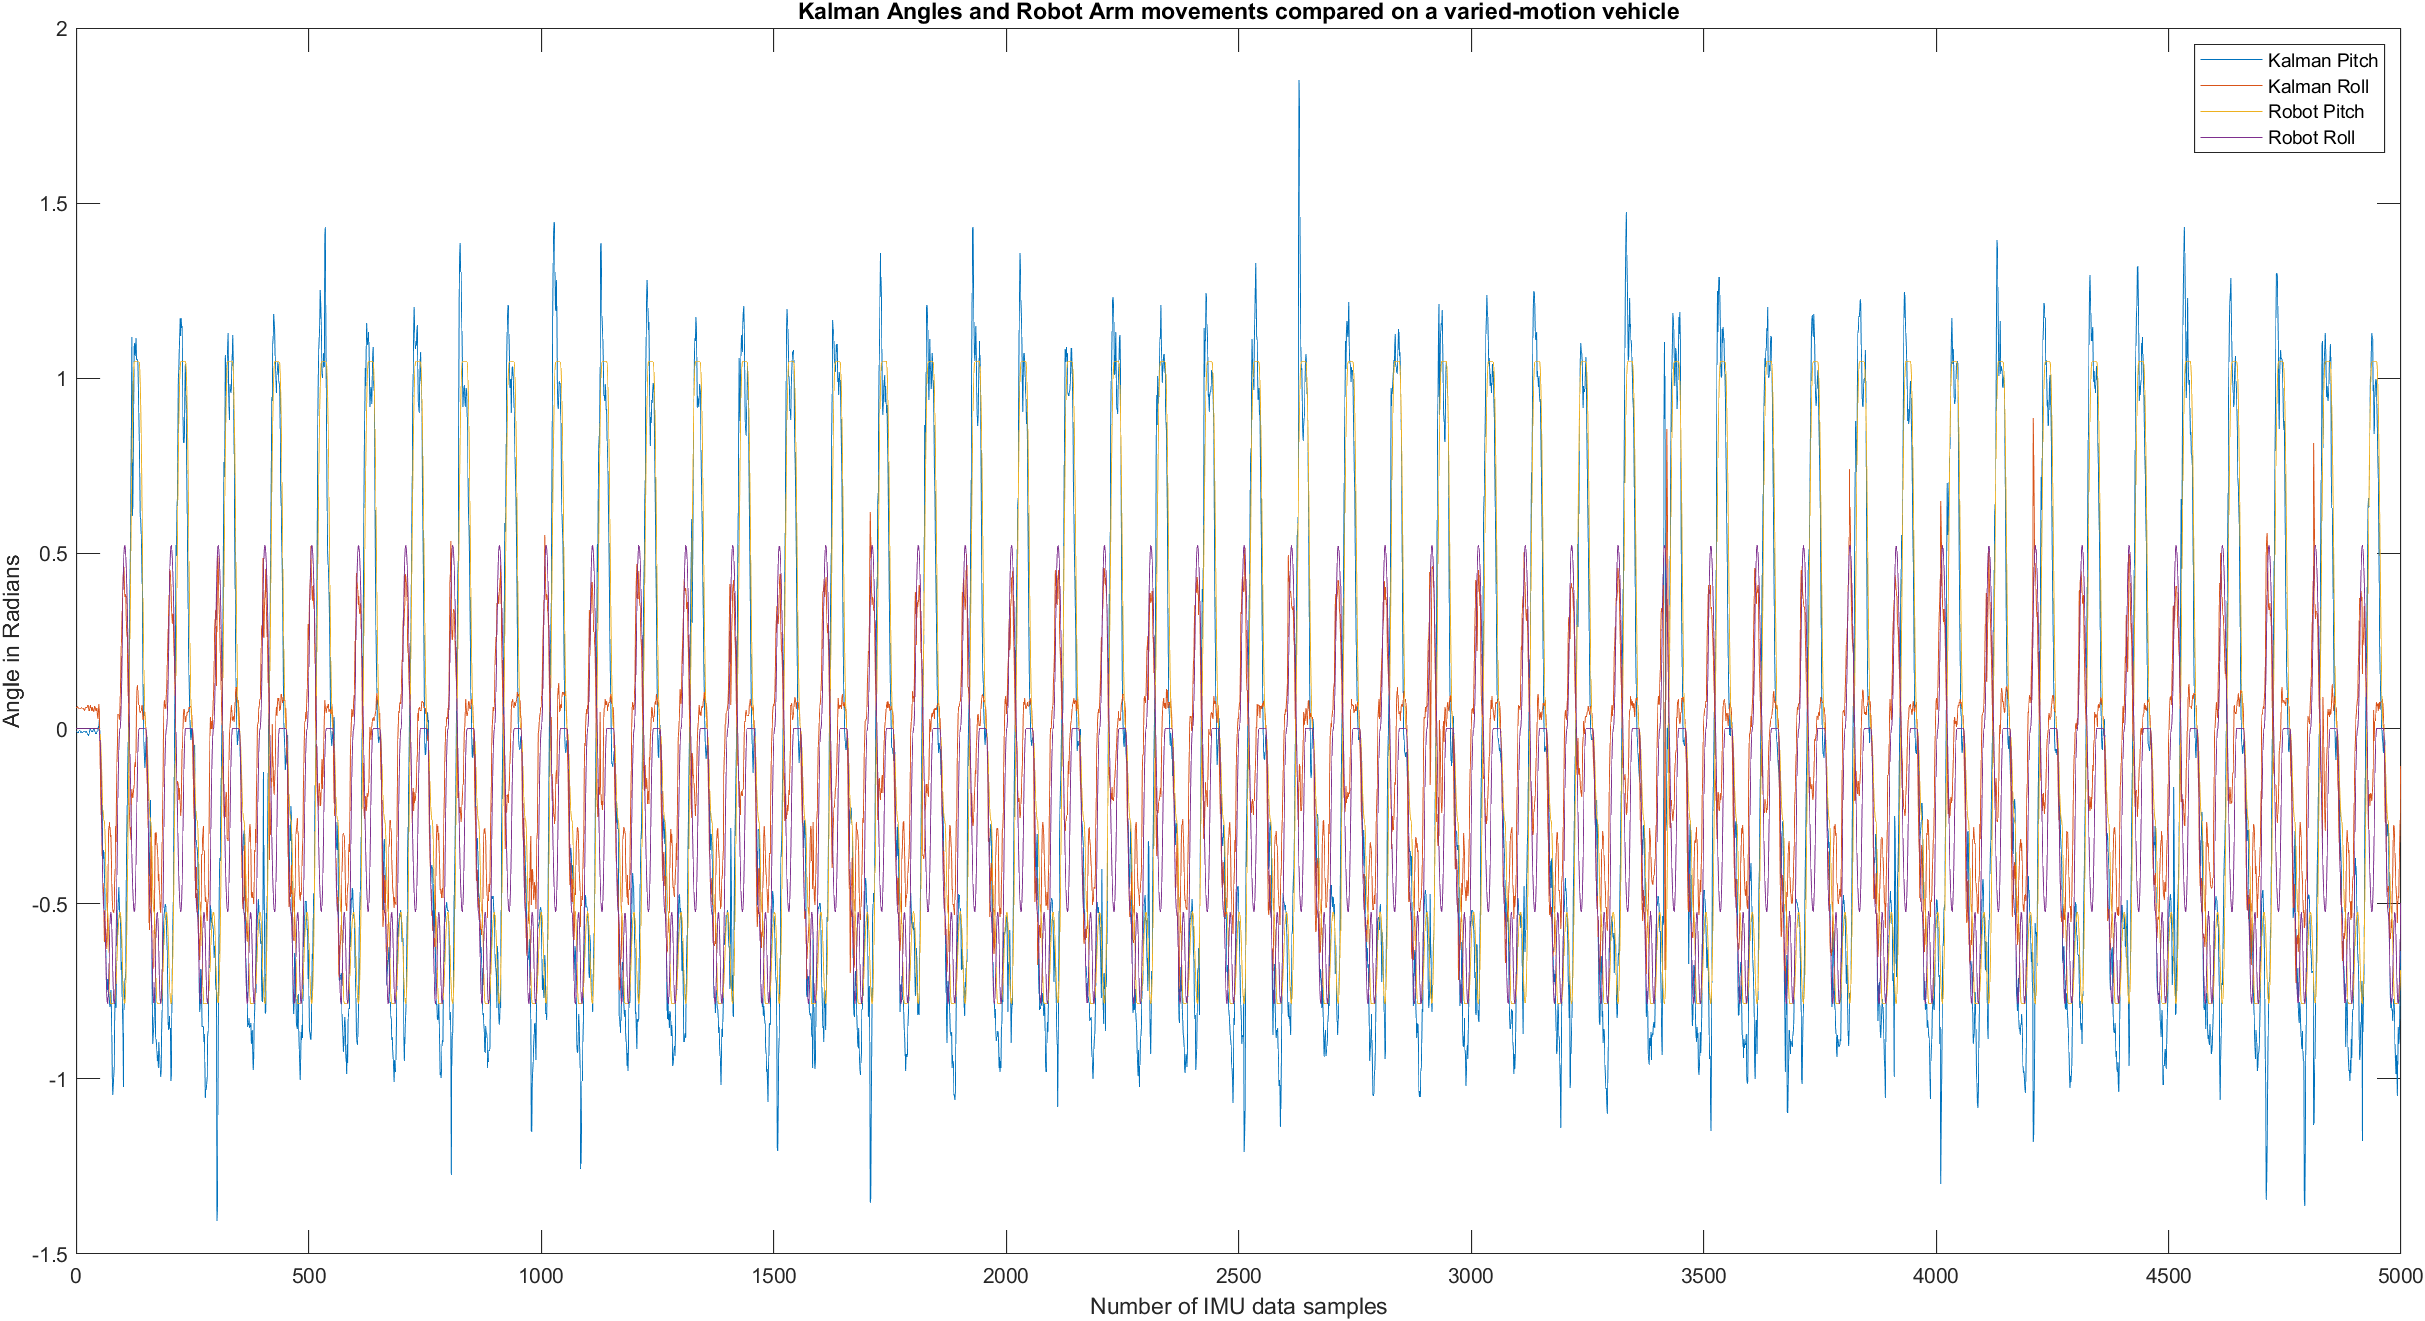 Kalman Angles and Robot Arm movements compared on a varied-motion vehicle
Kalman Pitch
Kalman Roll
Robot Pitch
Robot Roll
2
1.5
1
0.5
0
-0.5
-1
-1.5
Angle in Radians
0 500 1000 1500 2000 2500 3000 3500 4000 4500 5000
Number of IMU data samples